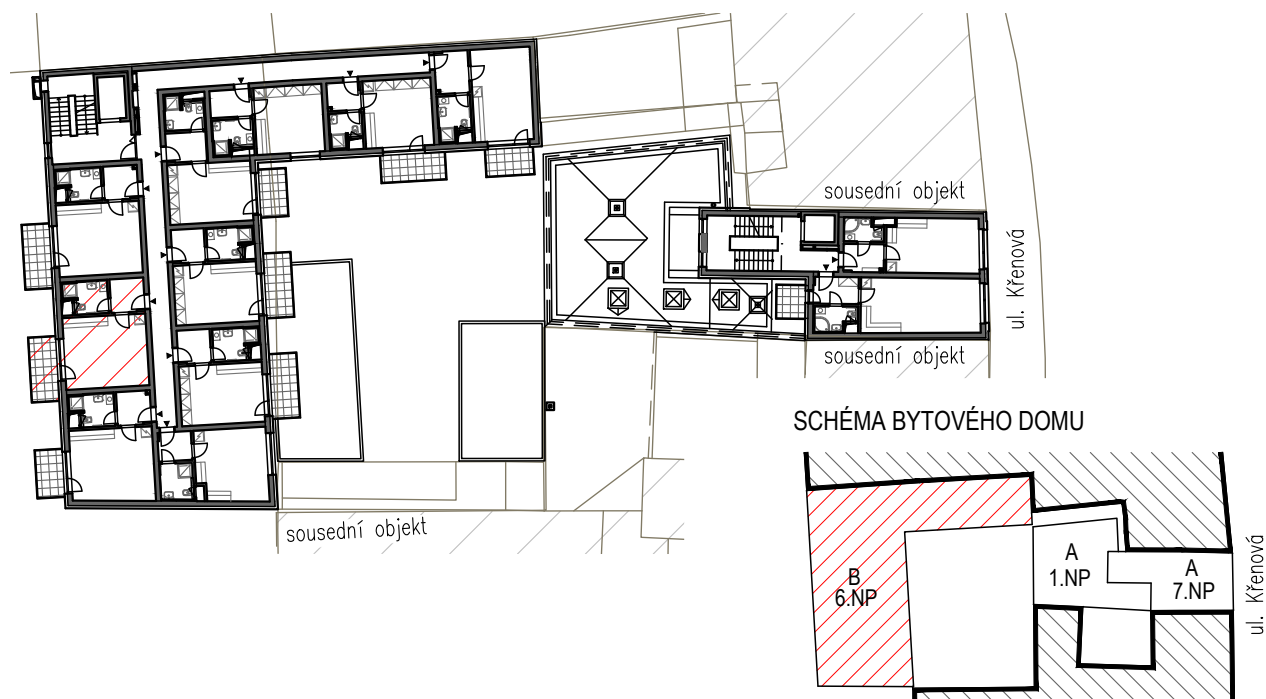 sousední objekt
ul. Křenová
sousední objekt
SCHÉMA BYTOVÉHO DOMU
sousední objekt
B
6.NP
A
1.NP
A
7.NP
ul. Křenová